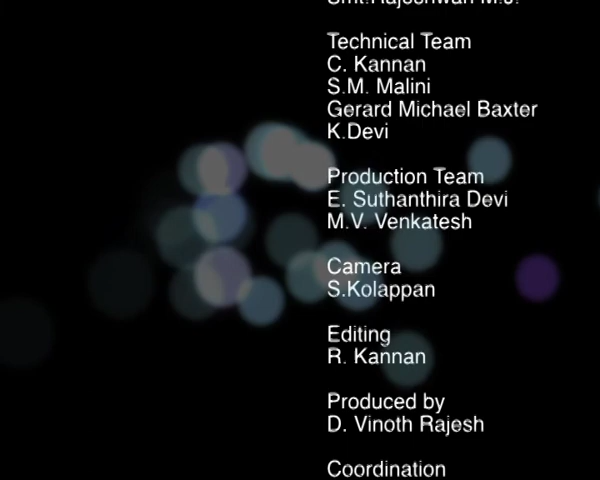 Technical Team
C. Kannan
S.M. Malini
Gerard Michael Baxter
K.Devi
Production Team
E. Suthanthira Devi
M.V. Venkatesh
Camera
S.Kolappan
Editing
R. Kannan
Produced by
D. Vinoth Rajesh
Coordination